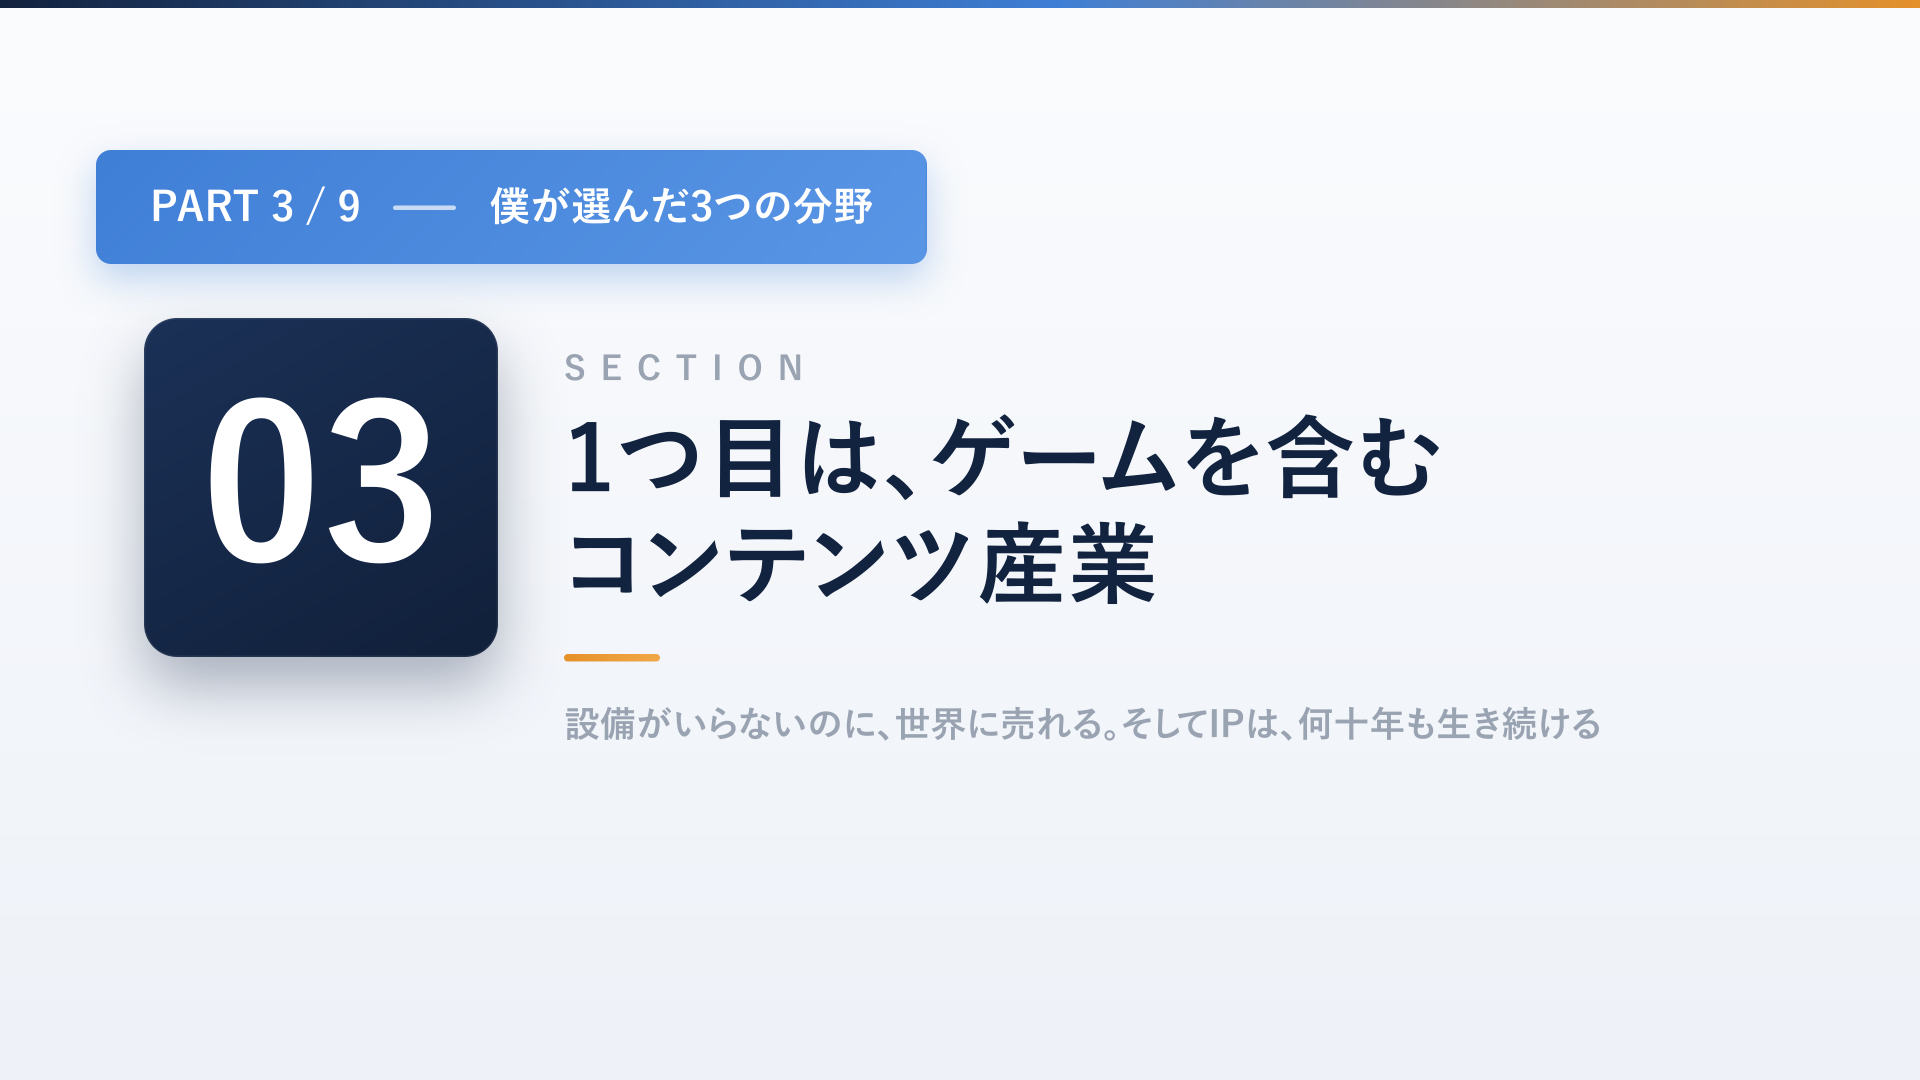 PART 3 / 9 — 僕が選んだ3つの分野
03
SECTION
1つ目は、ゲームを含む
コンテンツ産業
設備がいらないのに、世界に売れる。そしてIPは、何十年も生き続ける